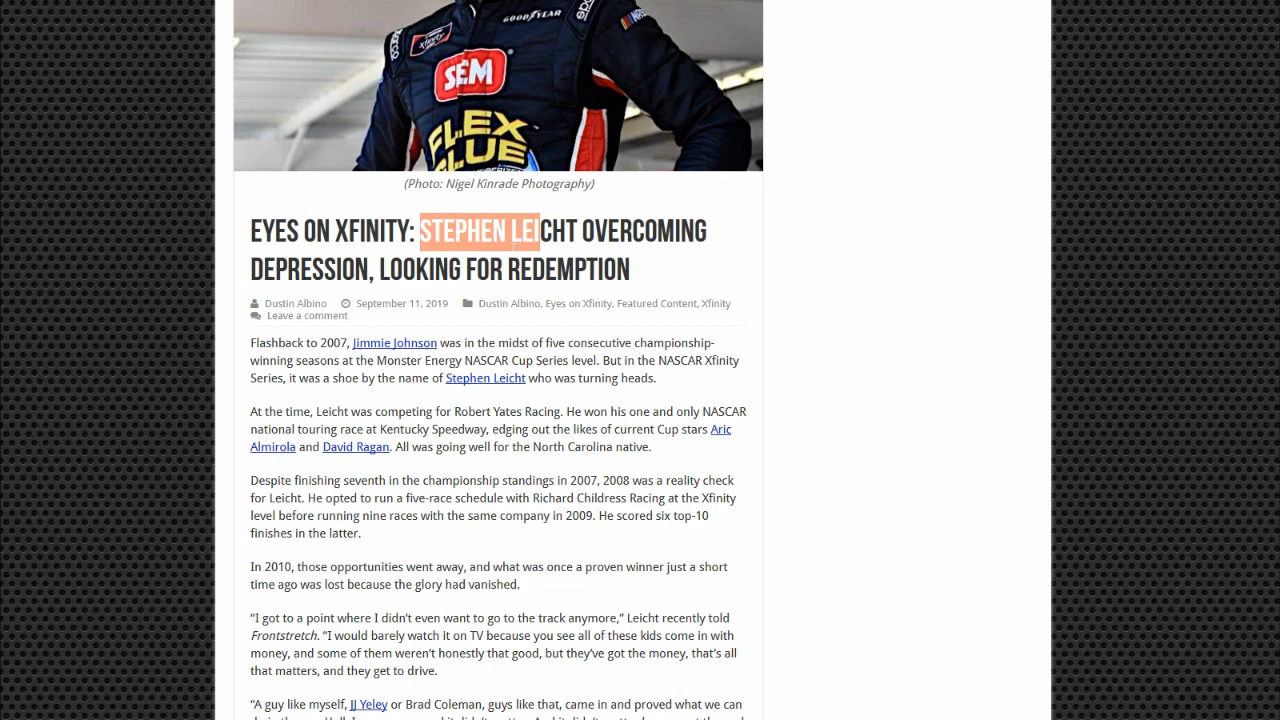 GOODYEAR
xfinity
SEM
FLEX
GLUE
(Photo: Nigel Kinrade Photography)
EYES ON XFINITY: STEPHEN LEICHT OVERCOMING
DEPRESSION, LOOKING FOR REDEMPTION
Dustin Albino September 11, 2019 Dustin Albino, Eyes on Xfinity, Featured Content, Xfinity
Leave a comment
Flashback to 2007, Jimmie Johnson was in the midst of five consecutive championship-
winning seasons at the Monster Energy NASCAR Cup Series level. But in the NASCAR Xfinity
Series, it was a shoe by the name of Stephen Leicht who was turning heads.
At the time, Leicht was competing for Robert Yates Racing. He won his one and only NASCAR
national touring race at Kentucky Speedway, edging out the likes of current Cup stars Aric
Almirola and David Ragan. All was going well for the North Carolina native.
Despite finishing seventh in the championship standings in 2007, 2008 was a reality check
for Leicht. He opted to run a five-race schedule with Richard Childress Racing at the Xfinity
level before running nine races with the same company in 2009. He scored six top-10
finishes in the latter.
In 2010, those opportunities went away, and what was once a proven winner just a short
time ago was lost because the glory had vanished.
“I got to a point where I didn’t even want to go to the track anymore,” Leicht recently told
Frontstretch. “I would barely watch it on TV because you see all of these kids come in with
money, and some of them weren’t honestly that good, but they’ve got the money, that’s all
that matters, and they get to drive.
“A guy like myself, JJ Yeley or Brad Coleman, guys like that, came in and proved what we can